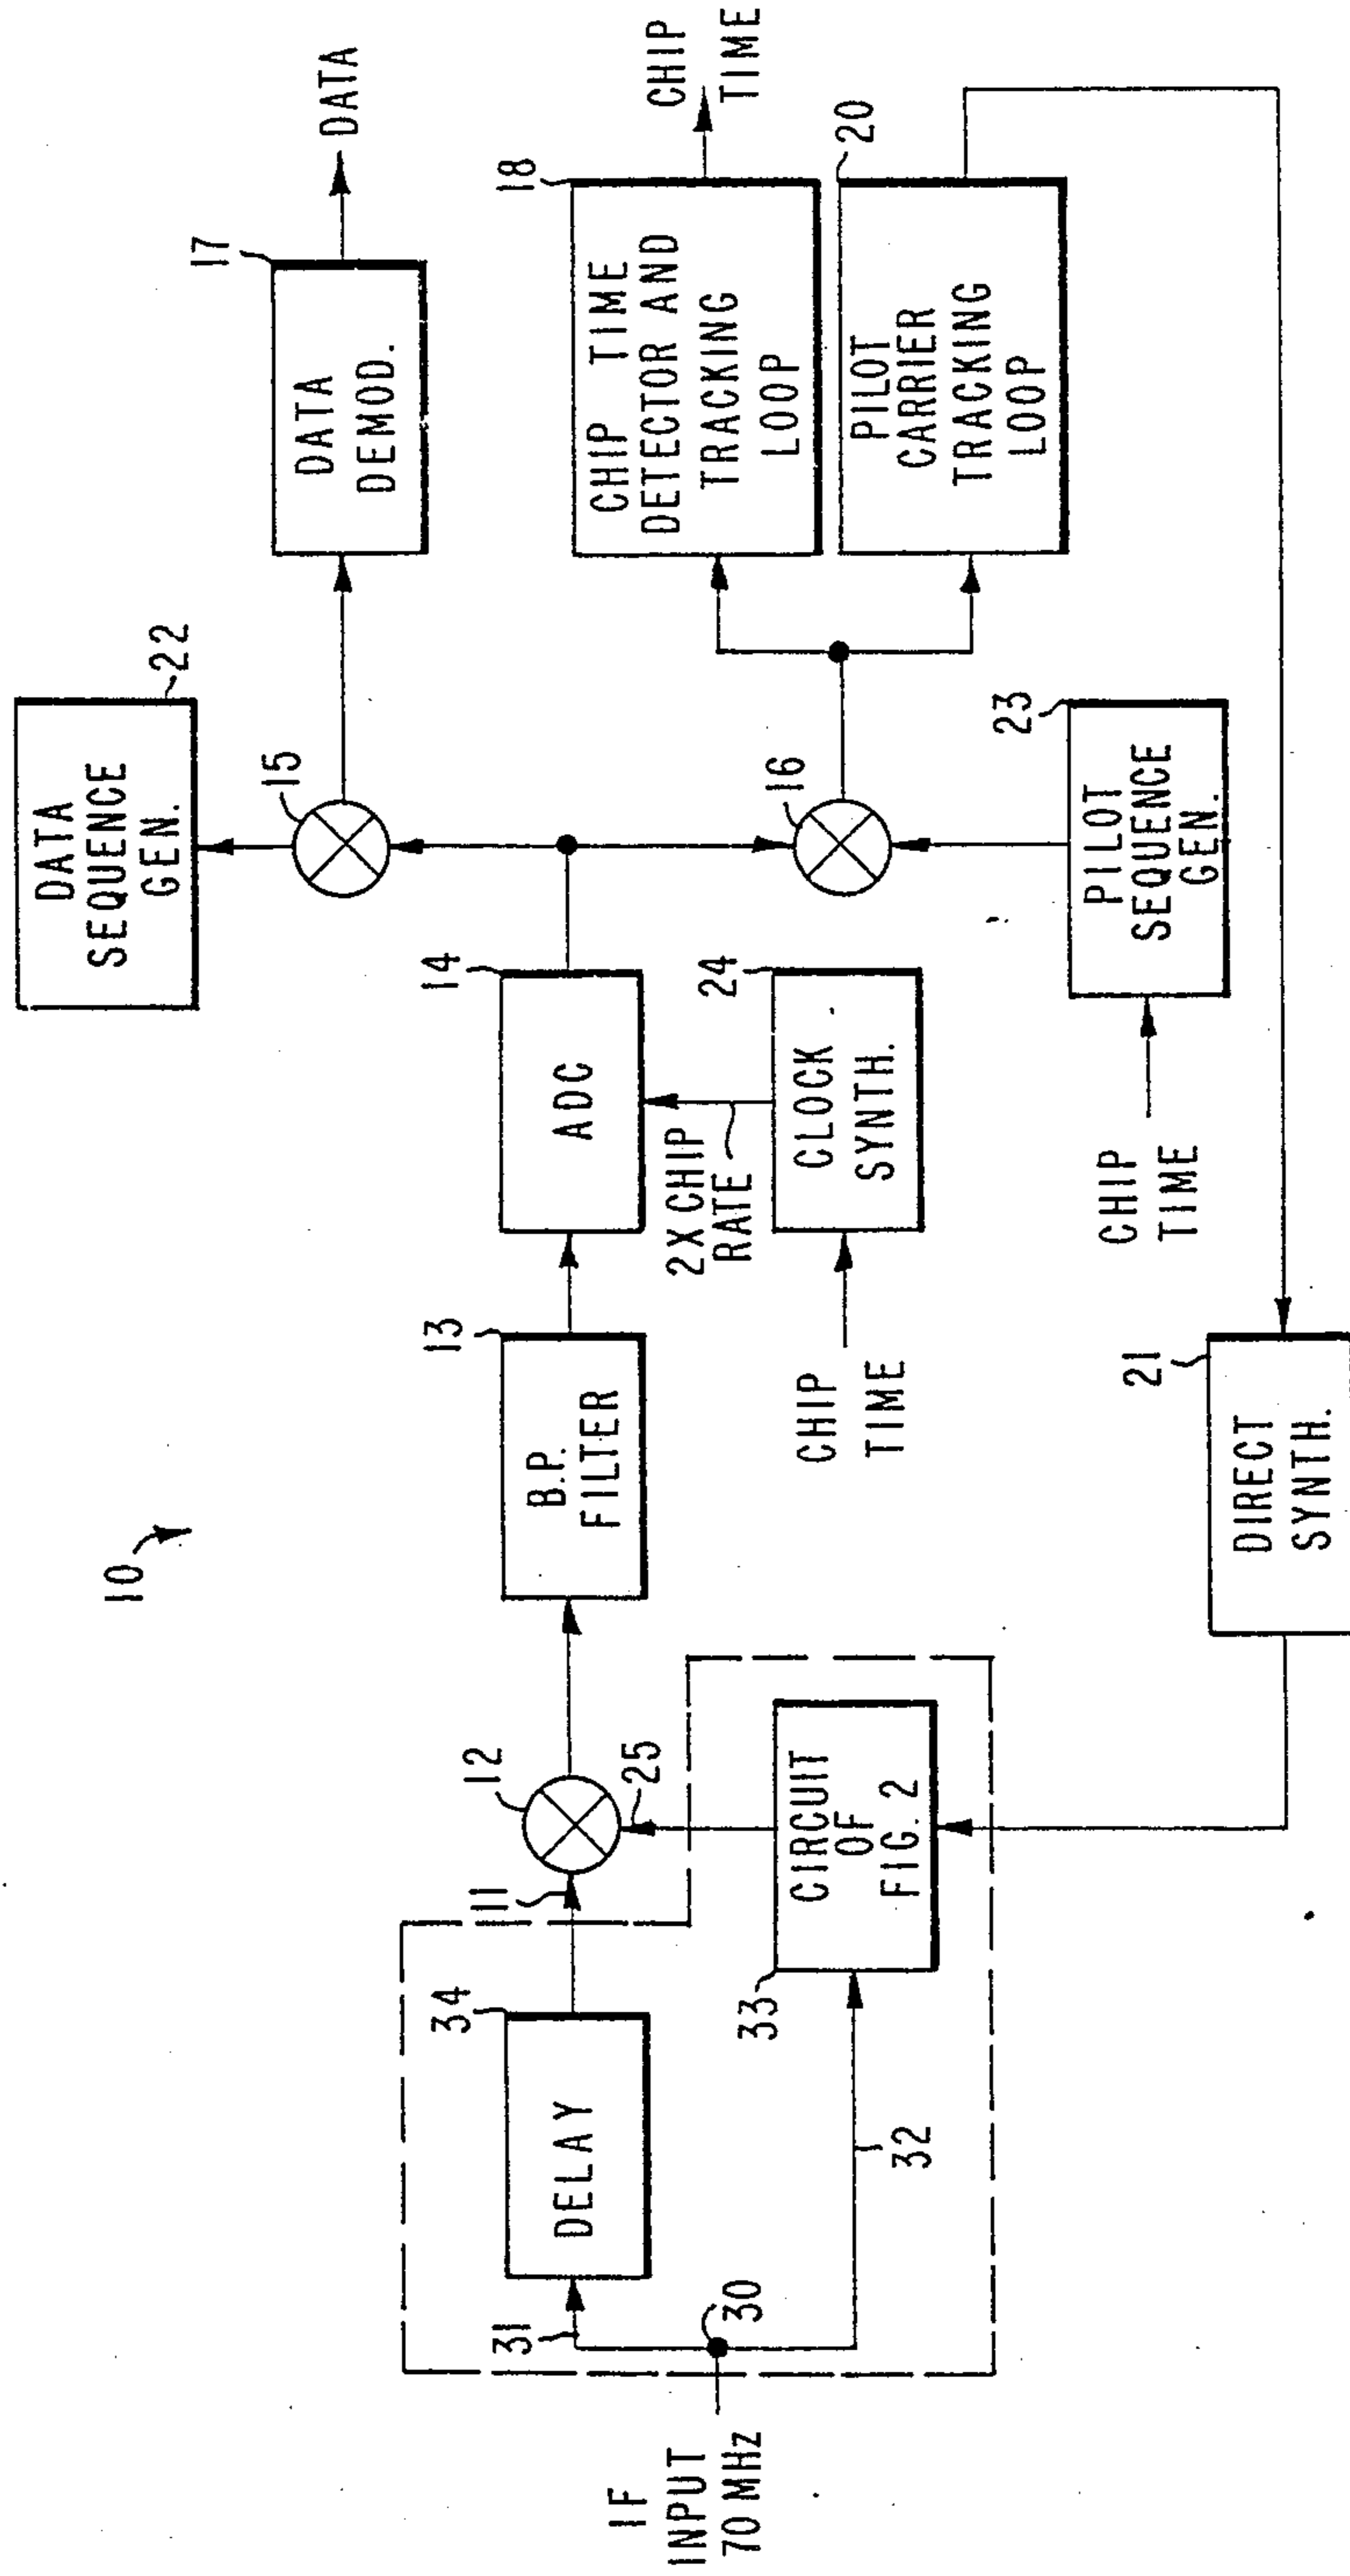 10
IF
INPUT
70 MHz
30
31
32
DELAY
34
11
12
25
CIRCUIT
OF
FIG. 2
33
B.P.
FILTER
13
ADC
14
2X CHIP
RATE
CLOCK
SYNTH.
24
CHIP
TIME
DATA
SEQUENCE
GEN.
22
15
DATA
DEMOD.
17
DATA
16
CHIP TIME
DETECTOR AND
TRACKING
LOOP
18
CHIP
TIME
PILOT
CARRIER
TRACKING
LOOP
20
PILOT
SEQUENCE
GEN.
23
CHIP
TIME
DIRECT
SYNTH.
21